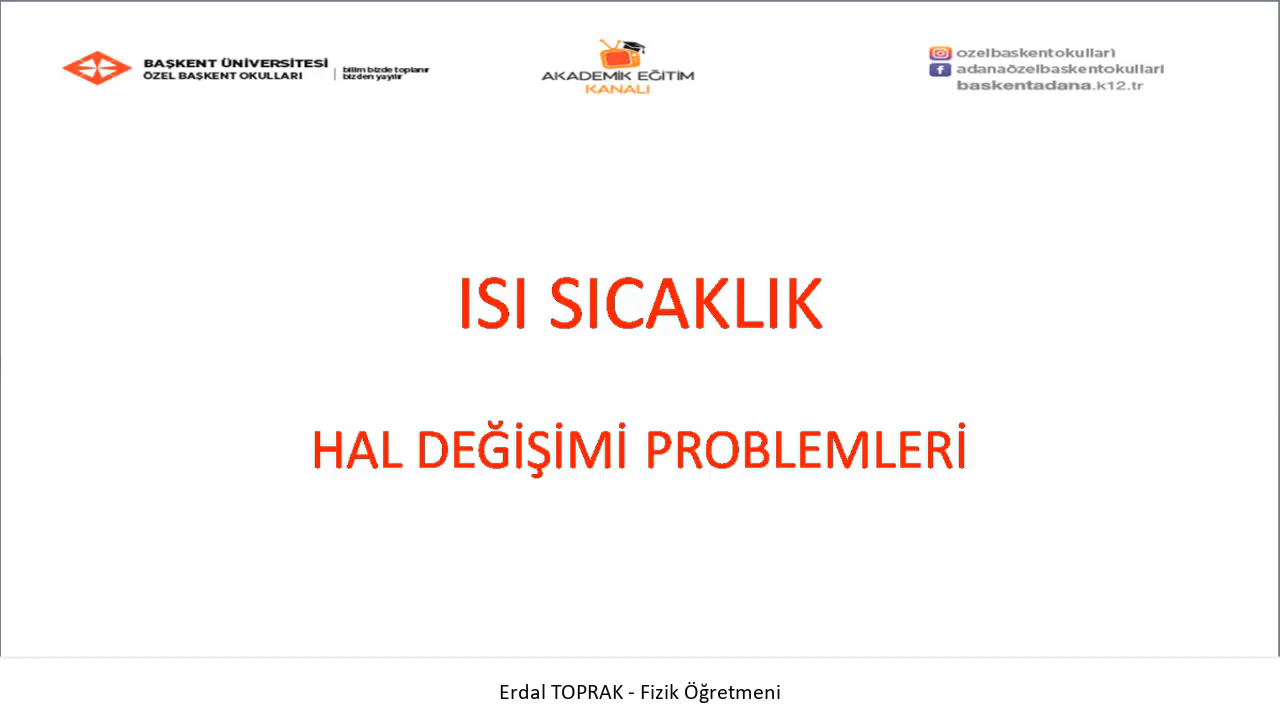 BAŞKENT ÜNİVERSİTESİ
ÖZEL BAŞKENT OKULLARI
bilim bizde toplanır
bizden yayılır
AKADEMİK EĞİTİM
KANALI
ozelbaskentokulları
adanaözelbaskentokullari
baskentadana.k12.tr
ISI SICAKLIK
HAL DEĞİŞİMİ PROBLEMLERİ
Erdal TOPRAK - Fizik Öğretmeni